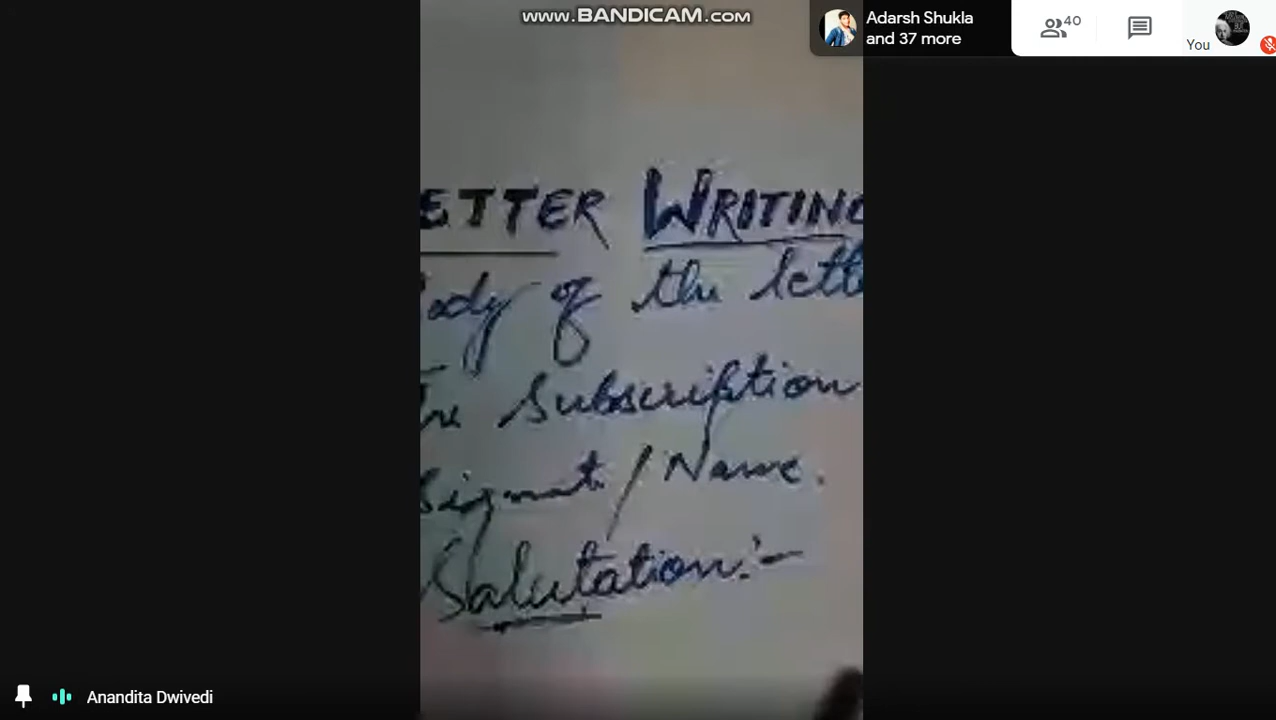 www.BANDICAM.com
Adarsh Shukla
and 37 more
40
You
ETTER WRITING
Body of the lette
Subscription
Signat. / Name.
Salutation:-
Anandita Dwivedi